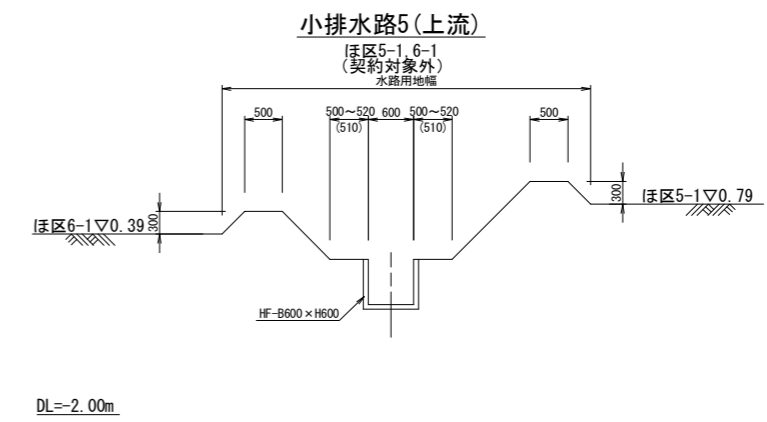 小排水路5(上流)
ほ区5-1,6-1
(契約対象外)
水路用地幅
500
500～520
(510)
600
500～520
(510)
500
300
ほ区6-1▽0.39
300
ほ区5-1▽0.79
HF-B600×H600
DL=-2.00m